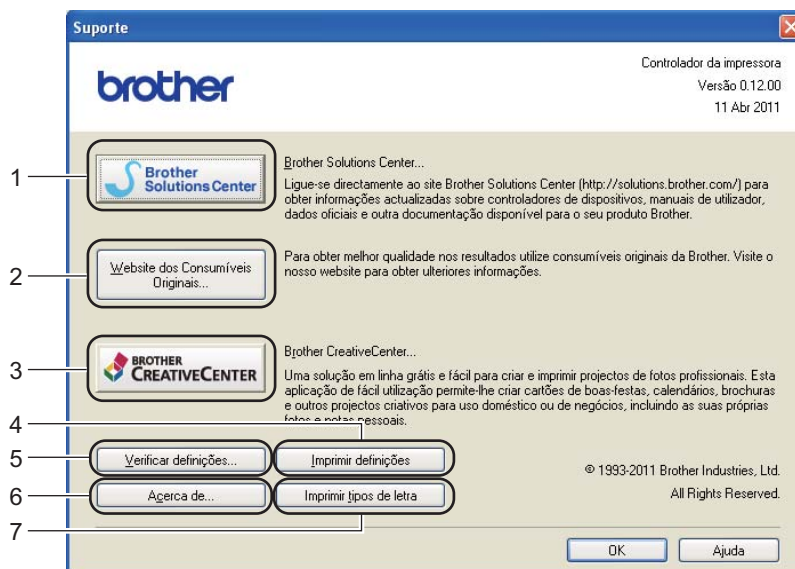 Suporte
brother
Controlador da impressora
Versão 0.12.00
11 Abr 2011
1
Brother
Solutions Center
Brother Solutions Center...
Ligue-se directamente ao site Brother Solutions Center (http://solutions.brother.com/) para
obter informações actualizadas sobre controladores de dispositivos, manuais de utilizador,
dados oficiais e outra documentação disponível para o seu produto Brother.
2
Website dos Consumíveis
Originais...
Para obter melhor qualidade nos resultados utilize consumíveis originais da Brother. Visite o
nosso website para obter ulteriores informações.
3
BROTHER
CREATIVECENTER
Brother CreativeCenter...
Uma solução em linha grátis e fácil para criar e imprimir projectos de fotos profissionais. Esta
aplicação de fácil utilização permite-lhe criar cartões de boas-festas, calendários, brochuras
e outros projectos criativos para uso doméstico ou de negócios, incluindo as suas próprias
fotos e notas pessoais.
4
5
Verificar definições...
Imprimir definições
6
Acerca de...
Imprimir tipos de letra
7
© 1993-2011 Brother Industries, Ltd.
All Rights Reserved.
OK
Ajuda